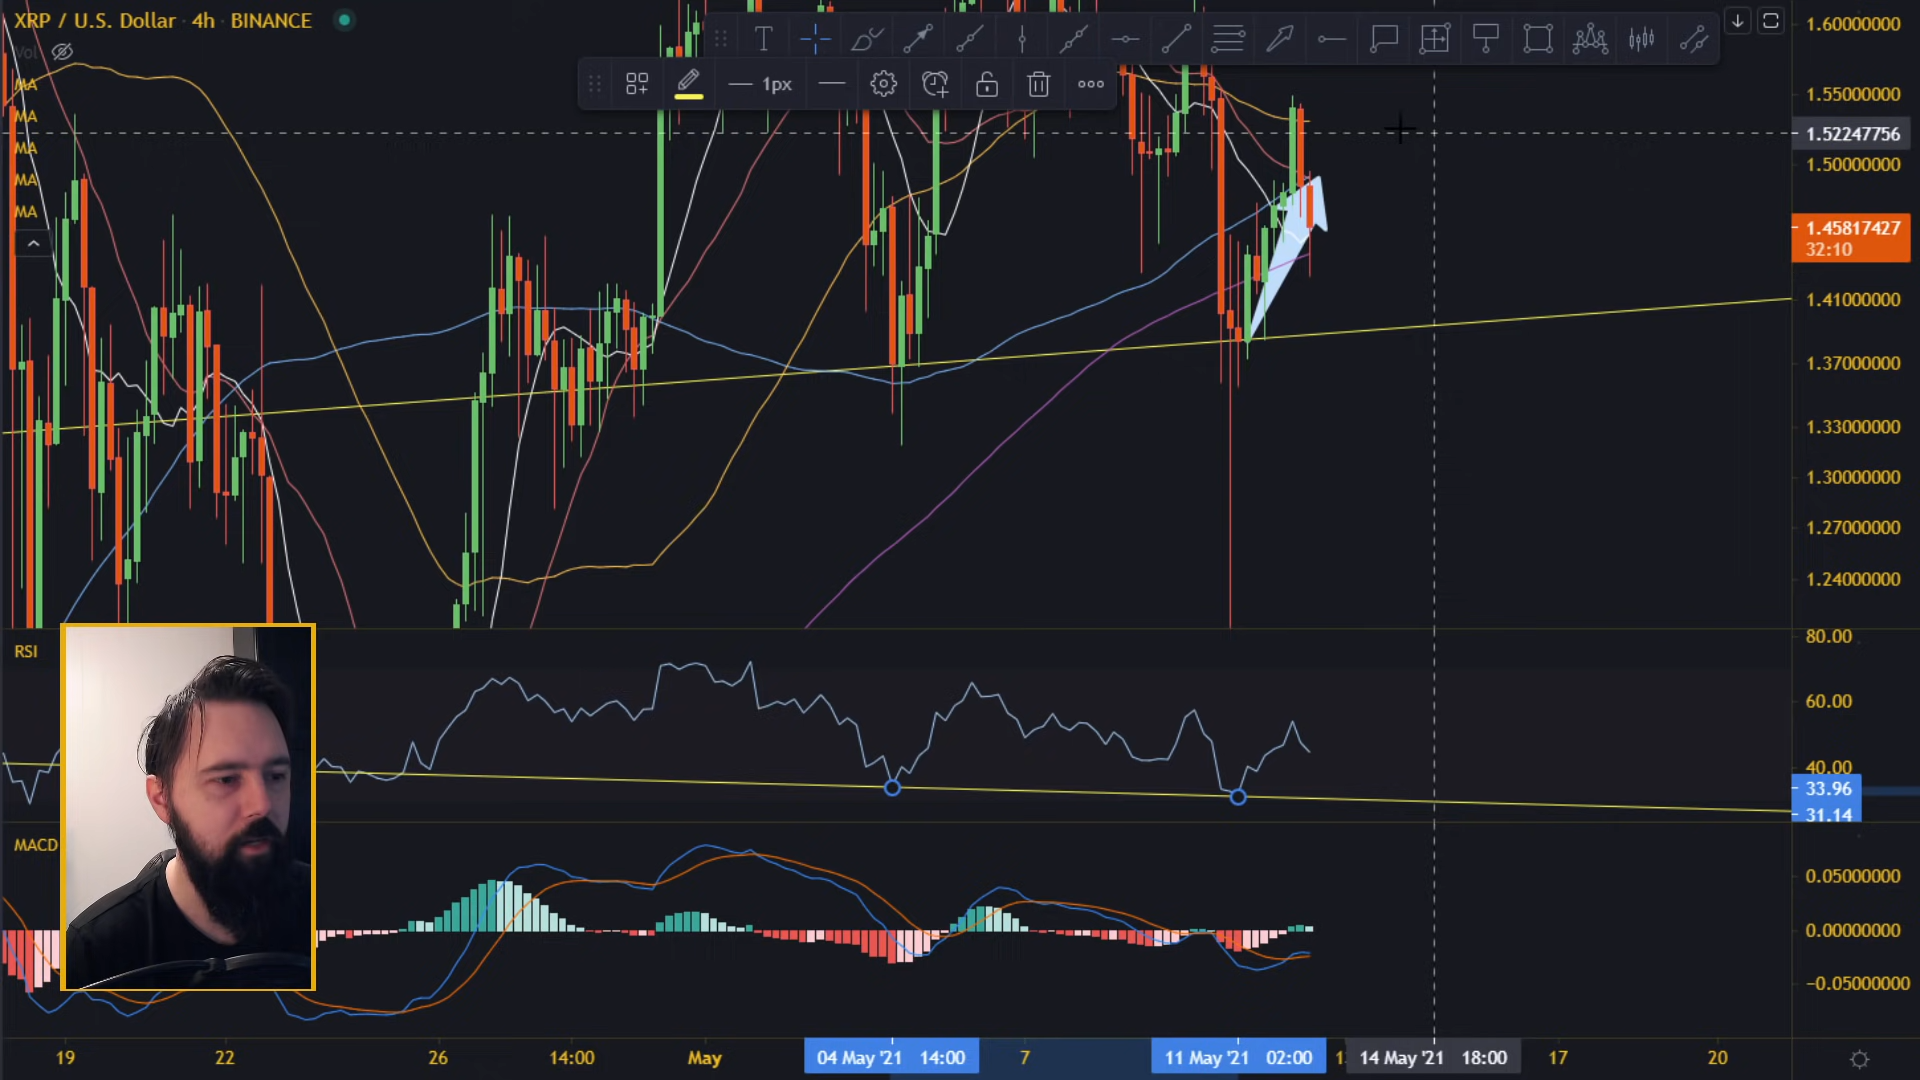 XRP / U.S. Dollar · 4h · BINANCE
Vol
MA
MA
MA
MA
MA
T
1px
1.60000000
1.55000000
1.52247756
1.50000000
1.45817427
32:10
1.41000000
1.37000000
1.33000000
1.30000000
1.27000000
1.24000000
RSI
80.00
60.00
40.00
33.96
31.14
MACD
0.05000000
0.00000000
−0.05000000
19
22
26
14:00
May
04 May '21 14:00
7
11 May '21 02:00
14 May '21 18:00
17
20